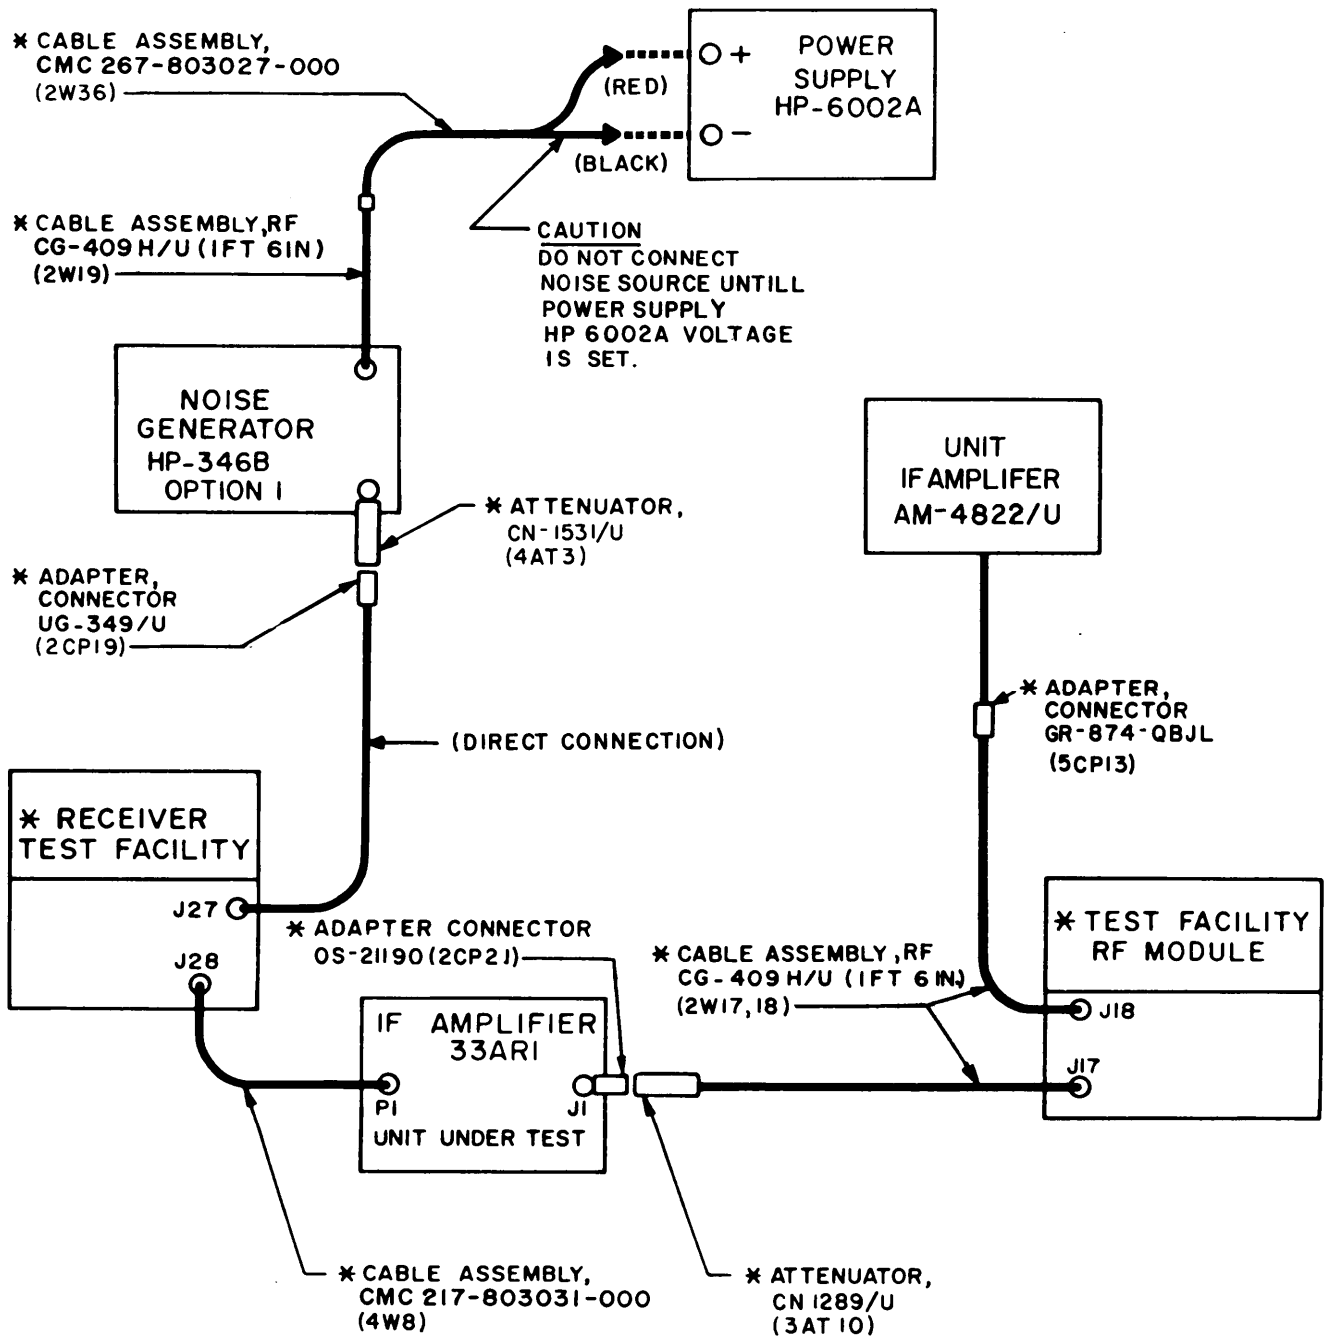 * CABLE ASSEMBLY,
CMC 267-803027-000
(2W36)
(RED)
(BLACK)
+
-
POWER
SUPPLY
HP-6002A
* CABLE ASSEMBLY, RF
CG-409 H/U (1FT 6IN)
(2W19)
CAUTION
DO NOT CONNECT
NOISE SOURCE UNTILL
POWER SUPPLY
HP 6002A VOLTAGE
IS SET.
NOISE
GENERATOR
HP-346B
OPTION 1
* ATTENUATOR,
CN-1531/U
(4AT3)
UNIT
IF AMPLIFER
AM-4822/U
* ADAPTER,
CONNECTOR
UG-349/U
(2CP19)
* ADAPTER,
CONNECTOR
GR-874-QBJL
(5CP13)
(DIRECT CONNECTION)
* RECEIVER
TEST FACILITY
J27
J28
* ADAPTER CONNECTOR
OS-21190 (2CP21)
* CABLE ASSEMBLY, RF
CG-409 H/U (1FT 6 IN.)
(2W17,18)
* TEST FACILITY
RF MODULE
J18
J17
IF AMPLIFIER
33AR1
P1
J1
UNIT UNDER TEST
* CABLE ASSEMBLY,
CMC 217-803031-000
(4W8)
* ATTENUATOR,
CN 1289/U
(3AT 10)